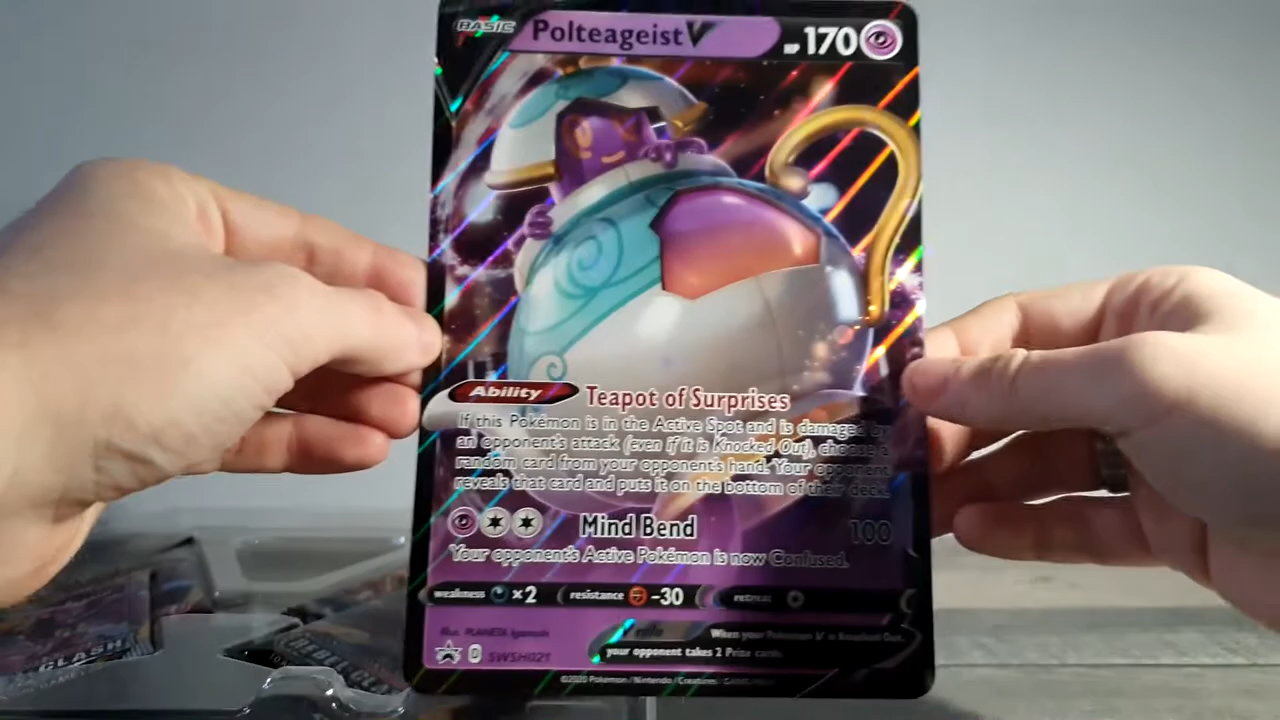 BASIC Polteageist V HP 170
Ability Teapot of Surprises
If this Pokémon is in the Active Spot and is damaged by
an opponent's attack (even if it is Knocked Out), choose a
random card from your opponent's hand. Your opponent
reveals that card and puts it on the bottom of their deck.
Mind Bend 100
Your opponent's Active Pokémon is now Confused.
weakness ×2 resistance -30 retreat
Illus. PLANETA Igarashi
V rule When your Pokémon V is Knocked Out,
your opponent takes 2 Prize cards.
D SWSH021
©2020 Pokémon / Nintendo / Creatures / GAME FREAK
CLASH
REBEL CLASH